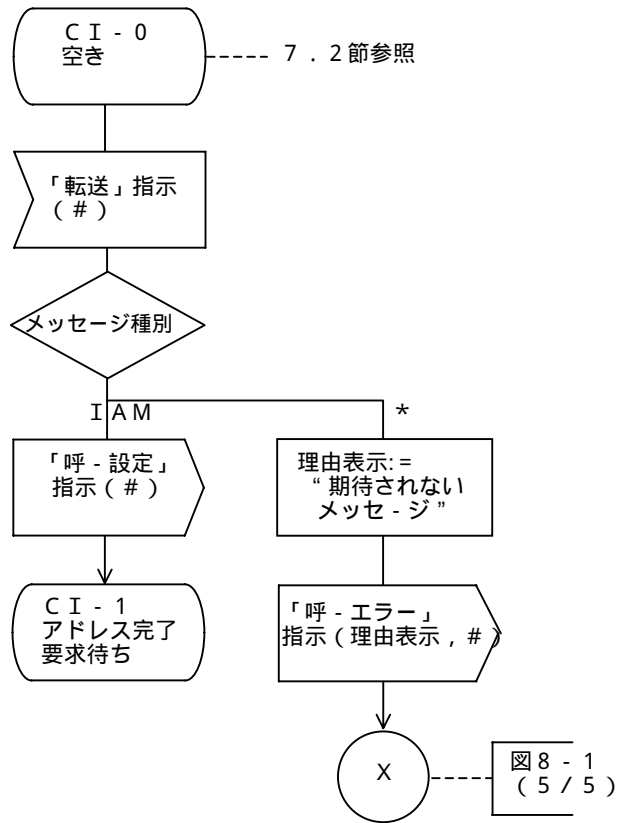 ＣＩ‐０
空き
７．２節参照
「転送」指示
（＃）
メッセージ種別
ＩＡＭ
＊
「呼‐設定」
指示（＃）
理由表示:＝
“期待されない
メッセ‐ジ”
ＣＩ‐１
アドレス完了
要求待ち
「呼‐エラー」
指示（理由表示，＃）
X
図８‐１
（５／５）